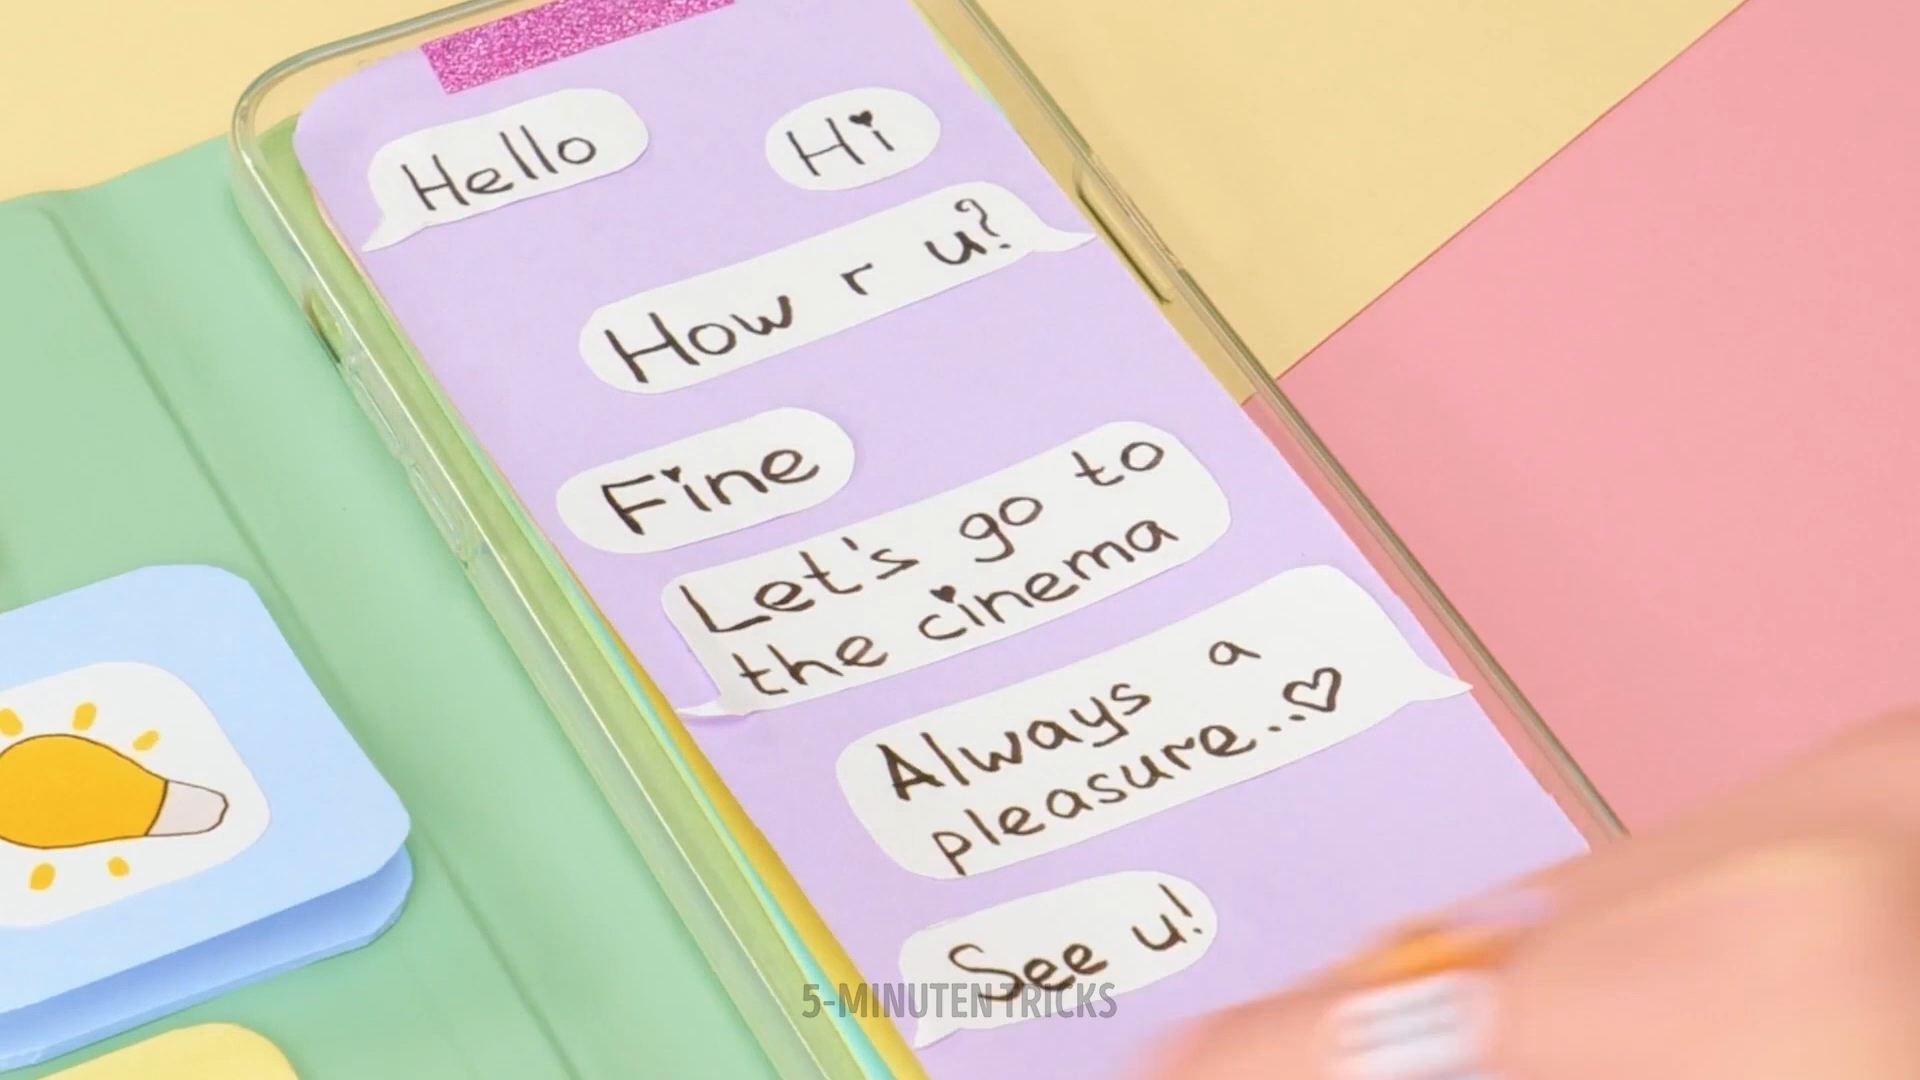 Hello
Hi
How r u?
Fine
Let's go to
the cinema
Always a
pleasure..♡
See u!
5-MINUTEN TRICKS